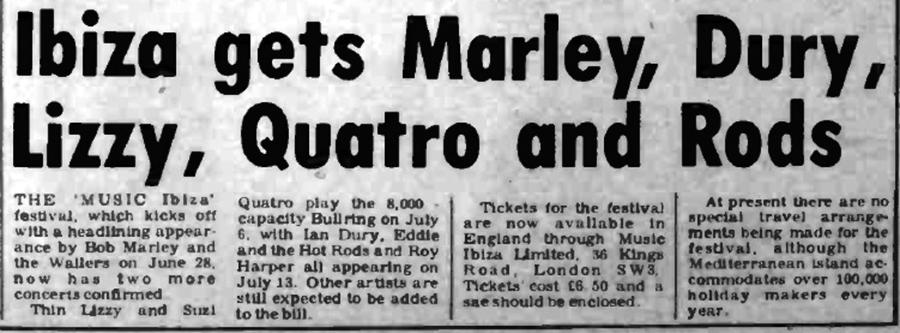 Ibiza gets Marley, Dury,
Lizzy, Quatro and Rods
THE 'MUSIC Ibiza'
festival, which kicks off
with a headlining appear-
ance by Bob Marley and
the Wailers on June 28,
now has two more
concerts confirmed
Thin Lizzy and Suzi
Quatro play the 8,000 -
capacity Bullring on July
6, with Ian Dury, Eddie
and the Hot Rods and Roy
Harper all appearing on
July 13. Other artists are
still expected to be added
to the bill.
Tickets for the festival
are now available in
England through Music
Ibiza Limited, 36 Kings
Road, London SW3.
Tickets cost £6 50 and a
sae should be enclosed.
At present there are no
special travel arrange-
ments being made for the
festival, although the
Mediterranean island ac-
commodates over 100,000
holiday makers every
year.